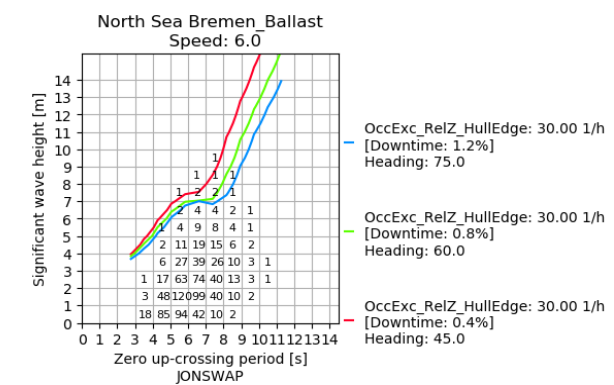 North Sea Bremen_Ballast
Speed: 6.0
Significant wave height [m]
14
13
12
11
10
9
8
7
6
5
4
3
2
1
0
1
1 1 1
1 2 2 1
2 4 4 2 1
1 4 9 8 4 1
2 11 19 15 6 2
6 27 39 26 10 3 1
1 17 63 74 40 13 3 1
3 48 120 99 40 10 2
18 85 94 42 10 2
0 1 2 3 4 5 6 7 8 9 10 11 12 13 14
Zero up-crossing period [s]
JONSWAP
OccExc_RelZ_HullEdge: 30.00 1/h
[Downtime: 1.2%]
Heading: 75.0
OccExc_RelZ_HullEdge: 30.00 1/h
[Downtime: 0.8%]
Heading: 60.0
OccExc_RelZ_HullEdge: 30.00 1/h
[Downtime: 0.4%]
Heading: 45.0